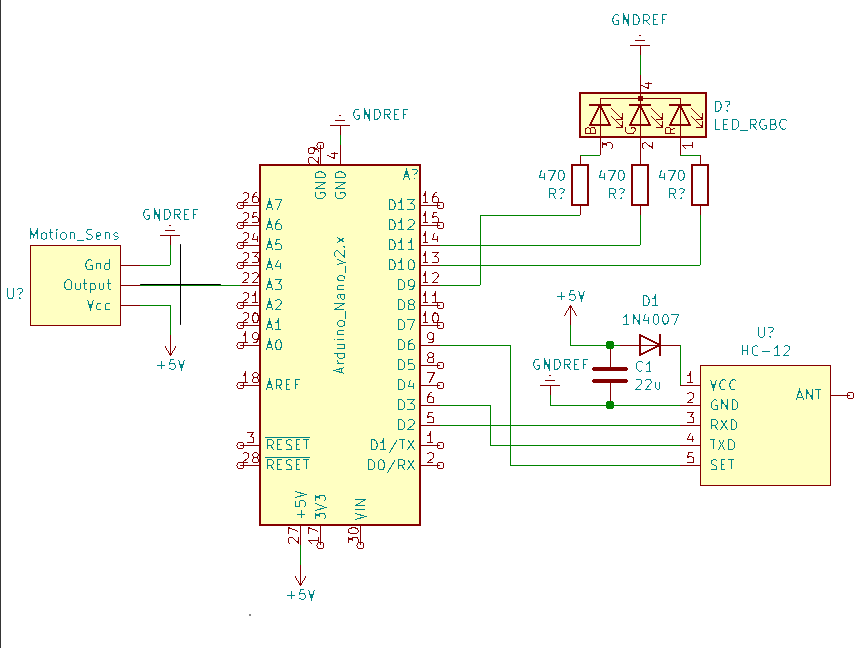 GNDREF
4
D?
LED_RGBC
B
G
R
3
2
1
470
R?
470
R?
470
R?
GNDREF
29
4
GND
GND
A?
Arduino_Nano_v2.x
26 A7
25 A6
24 A5
23 A4
22 A3
21 A2
20 A1
19 A0
18 AREF
3 RESET
28 RESET
D13 16
D12 15
D11 14
D10 13
D9 12
D8 11
D7 10
D6 9
D5 8
D4 7
D3 6
D2 5
D1/TX 1
D0/RX 2
+5V
3V3
VIN
27
17
30
+5V
GNDREF
Motion_Sens
U?
Gnd
Output
Vcc
+5V
+5V
D1
1N4007
GNDREF
C1
22u
U?
HC-12
1 VCC
2 GND
3 RXD
4 TXD
5 SET
ANT